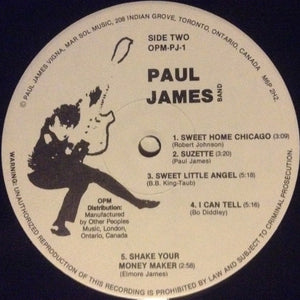 © PAUL JAMES VIGNA, MAR SOL MUSIC, 208 INDIAN GROVE, TORONTO, ONTARIO, CANADA M6P 2H2.
SIDE TWO
OPM-PJ-1
PAUL
JAMES BAND
1. SWEET HOME CHICAGO (3:09)
(Robert Johnson)
2. SUZETTE (3:20)
(Paul James)
3. SWEET LITTLE ANGEL (5:18)
(B.B. King-Taub)
4. I CAN TELL (5:16)
(Bo Diddley)
OPM
Distribution:
Manufactured
by Other Peoples
Music, London,
Ontario, Canada
5. SHAKE YOUR
MONEY MAKER (2:58)
(Elmore James)
WARNING: UNAUTHORIZED REPRODUCTION OF THIS RECORDING IS PROHIBITED BY LAW AND SUBJECT TO CRIMINAL PROSECUTION.